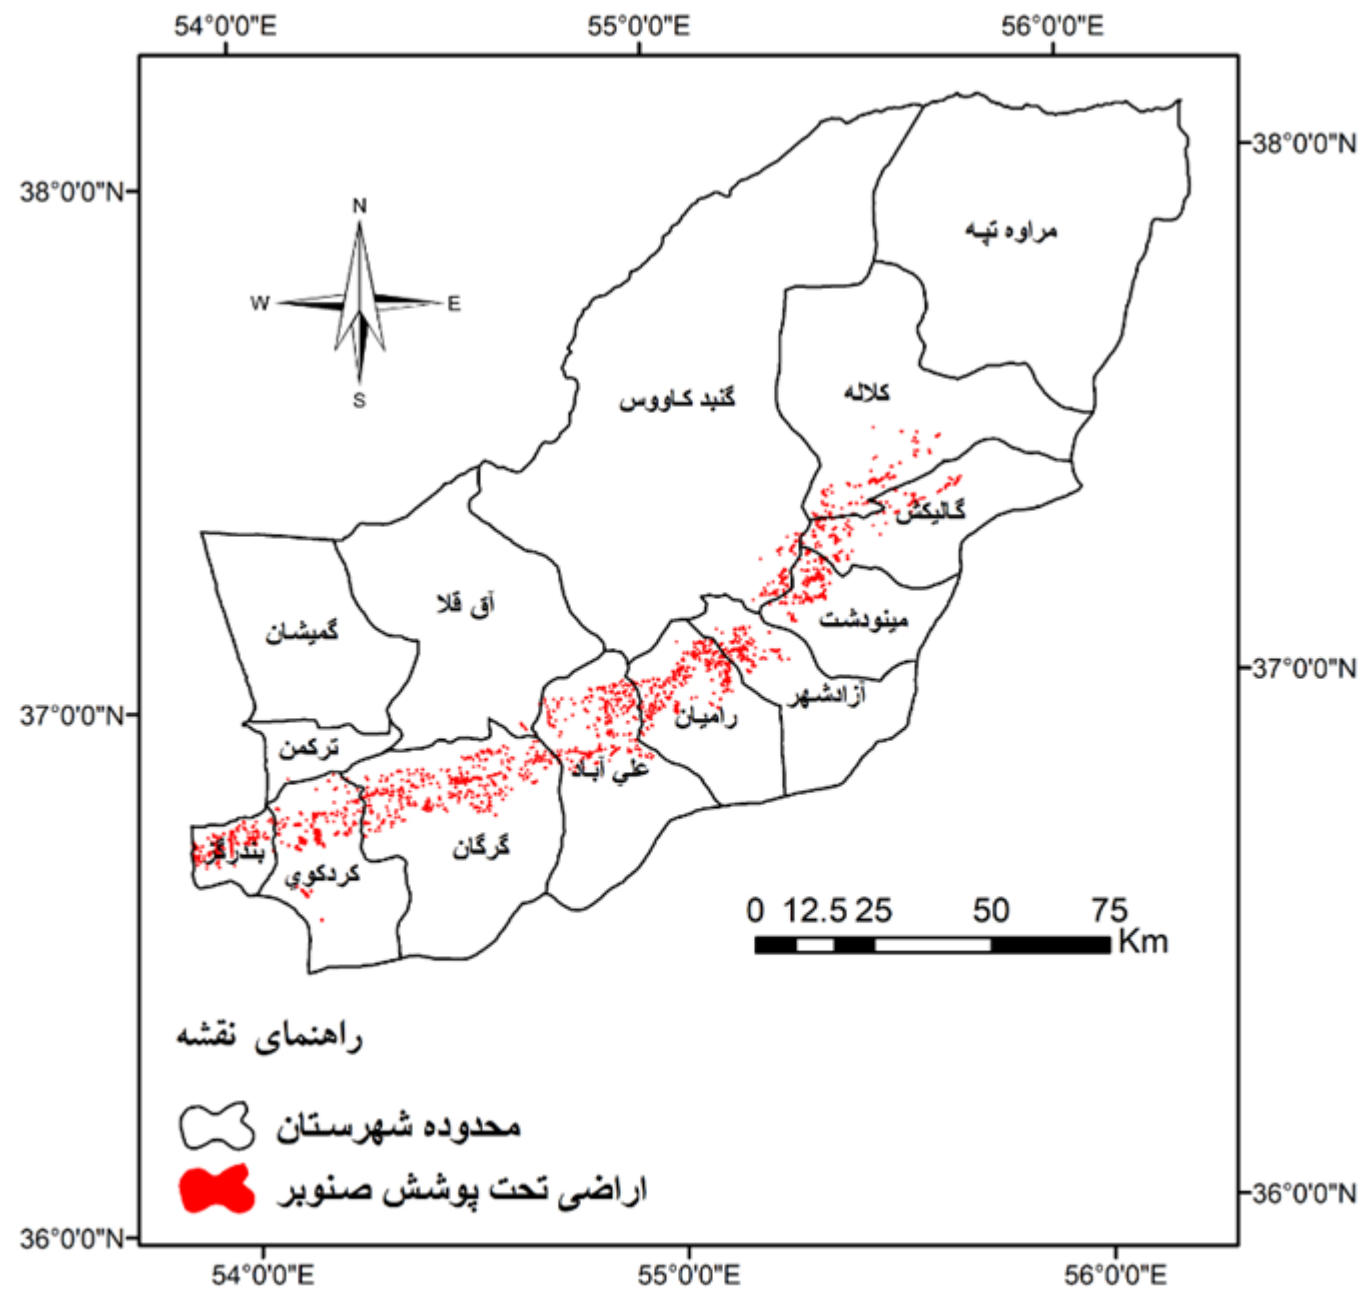 54°0'0"E 55°0'0"E 56°0'0"E
38°0'0"N
38°0'0"N
N
W E
S
مراوه تپه
کلاله
گنبد کاووس
گالیکش
آق قلا
گمیشان
مینودشت
37°0'0"N
آزادشهر
رامیان
37°0'0"N
ترکمن
علي آباد
گرگان
بندرگز
کردکوي
0 12.5 25 50 75
Km
راهنمای نقشه
محدوده شهرستان
اراضی تحت پوشش صنوبر
36°0'0"N
36°0'0"N
54°0'0"E 55°0'0"E 56°0'0"E